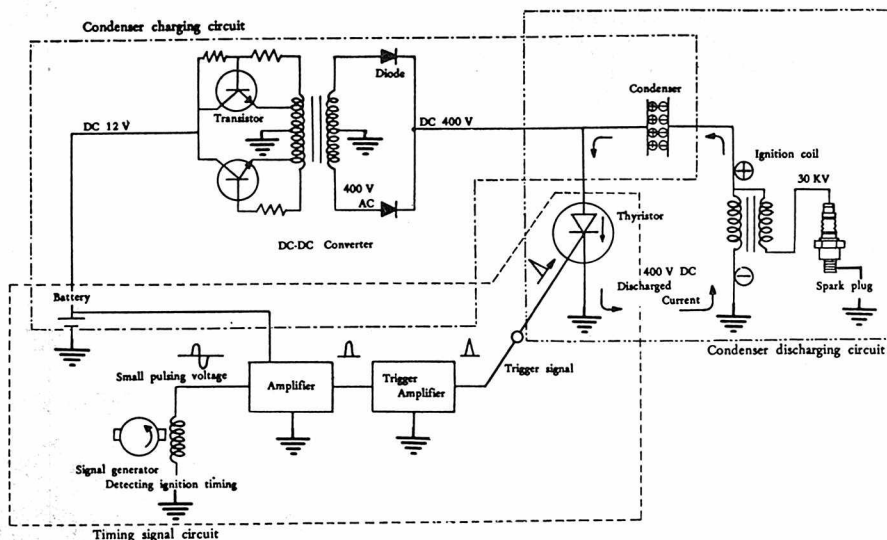 Condenser charging circuit
Diode
Transistor
Condenser
DC 12 V
DC 400 V
Ignition coil
30 KV
400 V
AC
Thyristor
DC-DC Converter
400 V DC
Discharged
Current
Spark plug
Battery
Condenser discharging circuit
Small pulsing voltage
Amplifier
Trigger
Amplifier
Trigger signal
Signal generator
Detecting ignition timing
Timing signal circuit